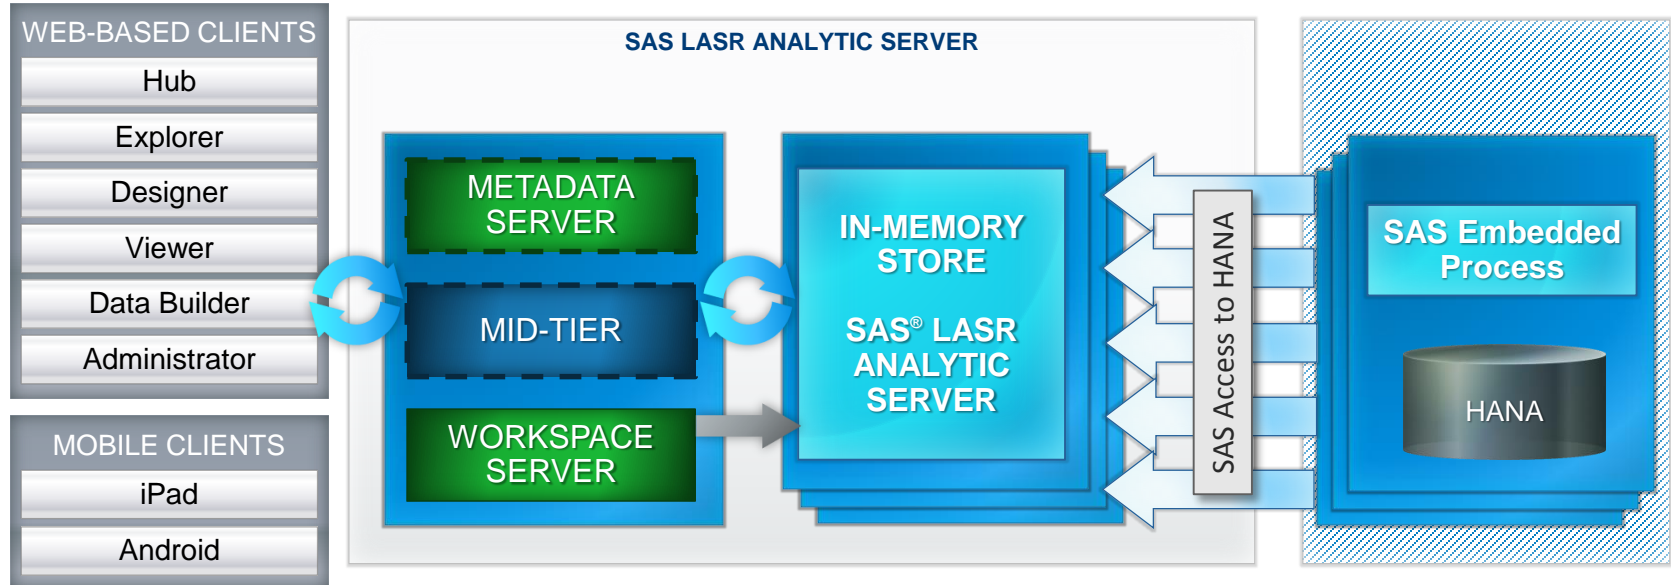 WEB-BASED CLIENTS
Hub
Explorer
Designer
Viewer
Data Builder
Administrator
MOBILE CLIENTS
iPad
Android
SAS LASR ANALYTIC SERVER
METADATA
SERVER
MID-TIER
WORKSPACE
SERVER
IN-MEMORY
STORE
SAS® LASR
ANALYTIC
SERVER
SAS Access to HANA
SAS Embedded
Process
HANA